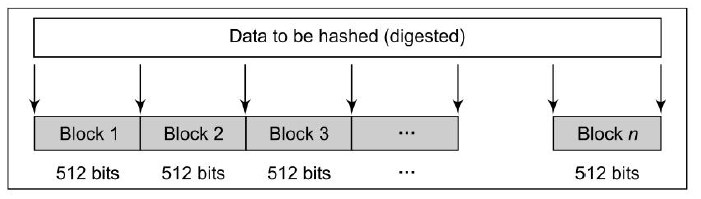 Data to be hashed (digested)
Block 1 Block 2 Block 3 ... Block n
512 bits 512 bits 512 bits ... 512 bits